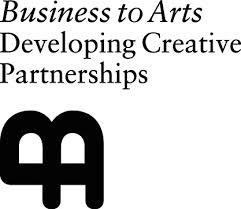 Business to Arts
Developing Creative
Partnerships